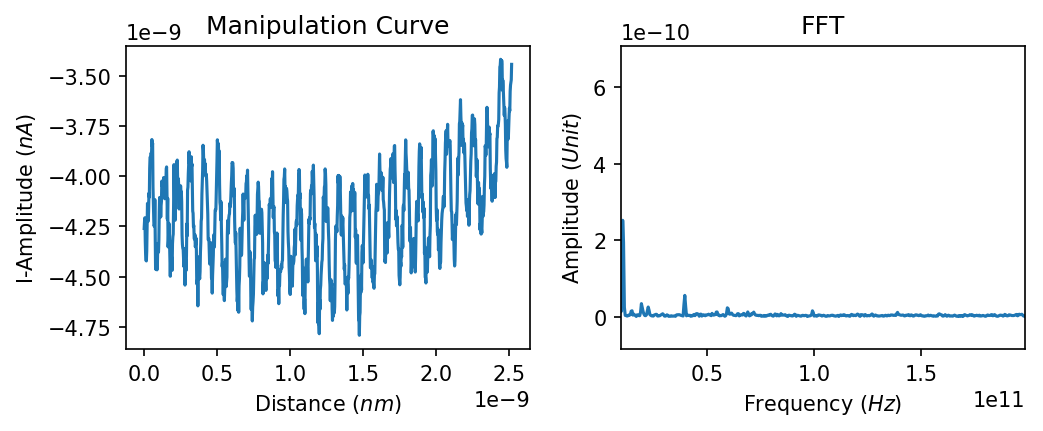 Manipulation Curve
1e−9
I-Amplitude (nA)
−3.50
−3.75
−4.00
−4.25
−4.50
−4.75
0.0 0.5 1.0 1.5 2.0 2.5
Distance (nm)
1e−9
FFT
1e−10
Amplitude (Unit)
6
4
2
0
0.5 1.0 1.5
Frequency (Hz)
1e11